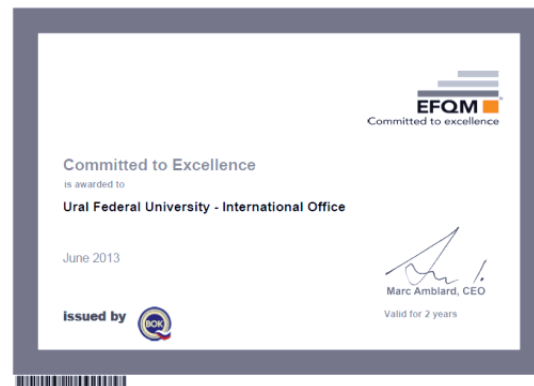 EFQM
Committed to excellence
Committed to Excellence
is awarded to
Ural Federal University - International Office
June 2013
Marc Amblard, CEO
issued by
ВОК
Valid for 2 years